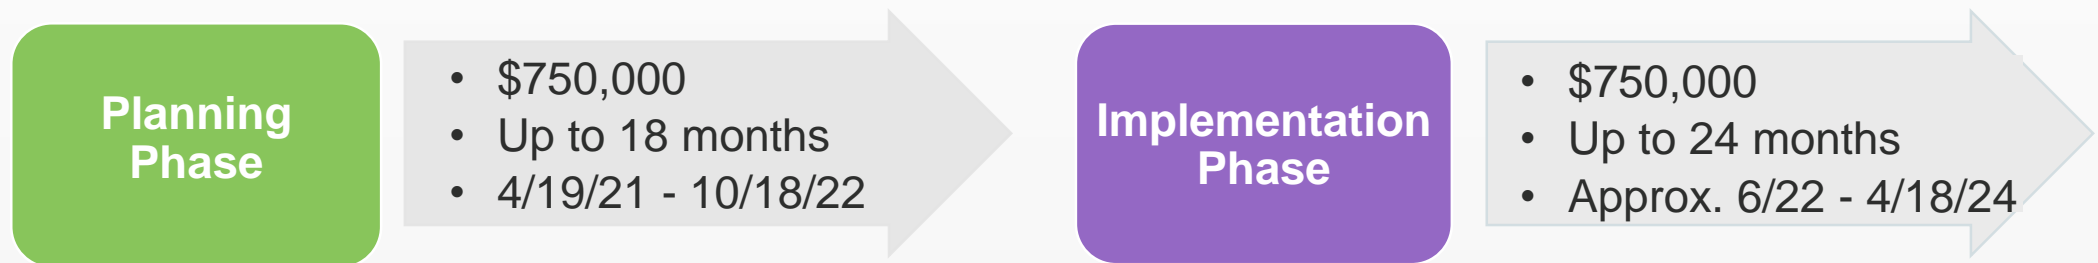 Planning
Phase
• $750,000
• Up to 18 months
• 4/19/21 - 10/18/22
Implementation
Phase
• $750,000
• Up to 24 months
• Approx. 6/22 - 4/18/24